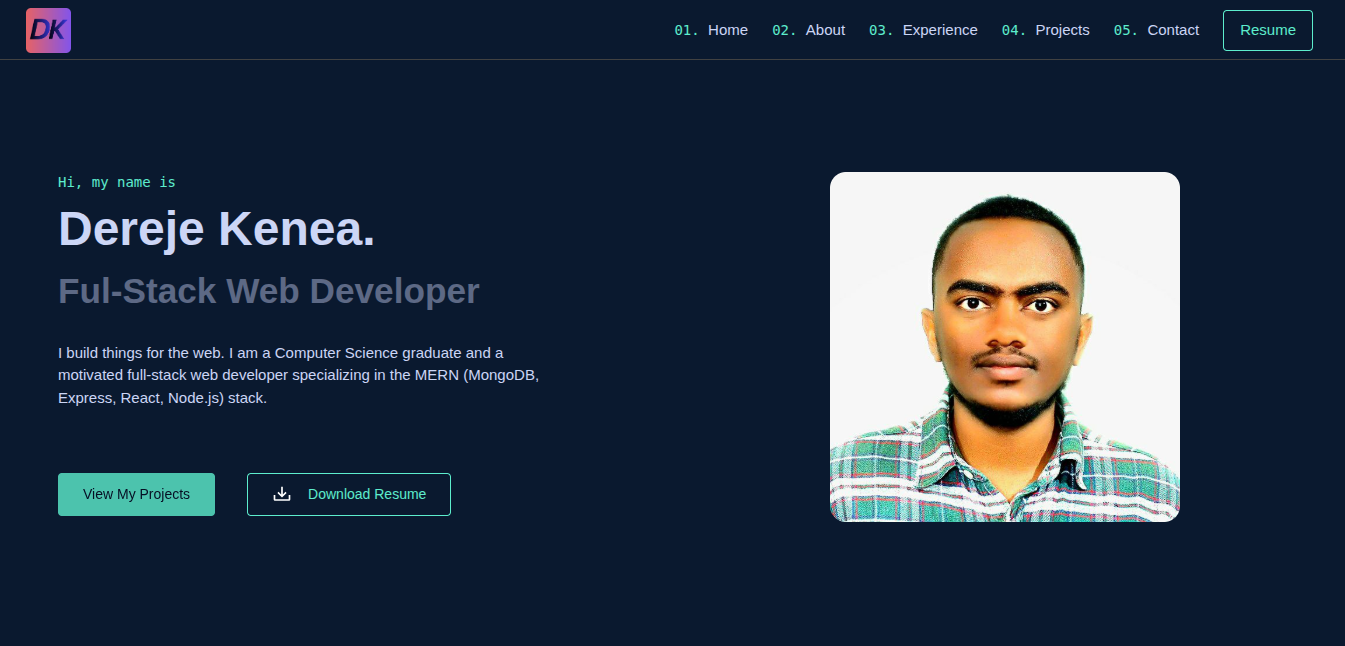 DK
01. Home 02. About 03. Experience 04. Projects 05. Contact Resume
Hi, my name is
Dereje Kenea.
Ful-Stack Web Developer
I build things for the web. I am a Computer Science graduate and a
motivated full-stack web developer specializing in the MERN (MongoDB,
Express, React, Node.js) stack.
View My Projects Download Resume